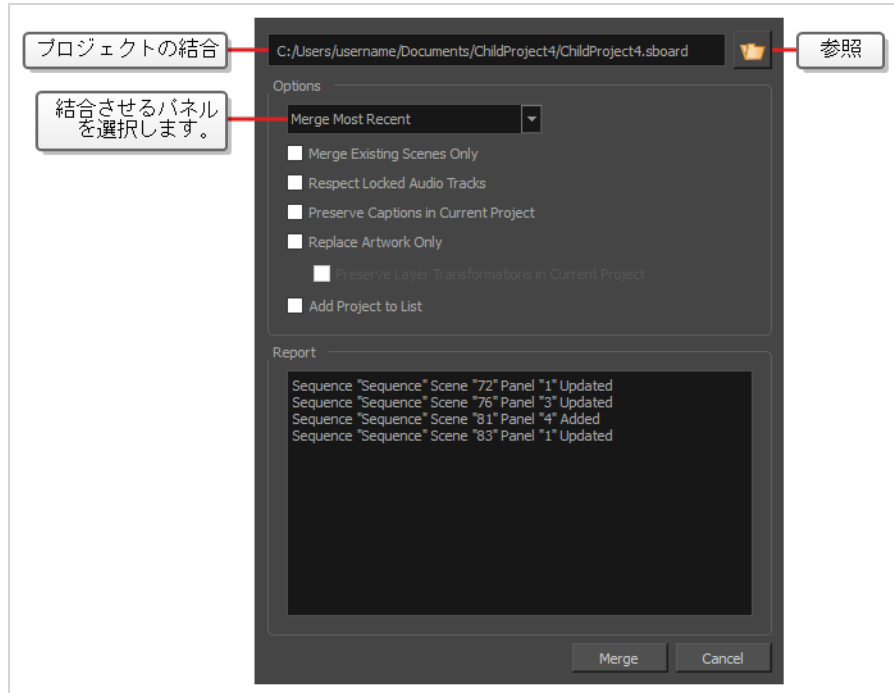 プロジェクトの結合
C:/Users/username/Documents/ChildProject4/ChildProject4.sboard
参照
Options
結合させるパネル
を選択します。
Merge Most Recent
Merge Existing Scenes Only
Respect Locked Audio Tracks
Preserve Captions in Current Project
Replace Artwork Only
Preserve Layer Transformations in Current Project
Add Project to List
Report
Sequence "Sequence" Scene "72" Panel "1" Updated
Sequence "Sequence" Scene "76" Panel "3" Updated
Sequence "Sequence" Scene "81" Panel "4" Added
Sequence "Sequence" Scene "83" Panel "1" Updated
Merge
Cancel